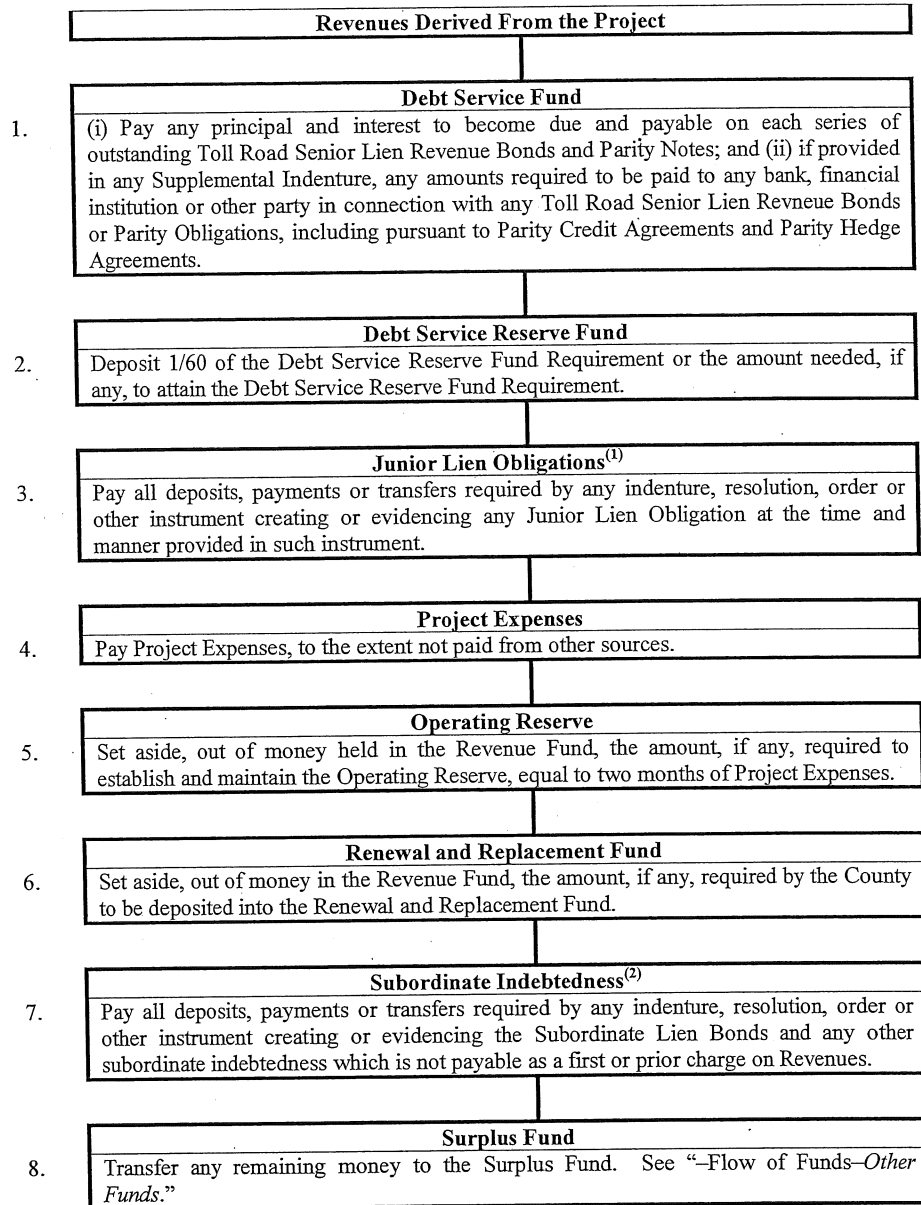 Revenues Derived From the Project
Debt Service Fund
1.
(i) Pay any principal and interest to become due and payable on each series of
outstanding Toll Road Senior Lien Revenue Bonds and Parity Notes; and (ii) if provided
in any Supplemental Indenture, any amounts required to be paid to any bank, financial
institution or other party in connection with any Toll Road Senior Lien Revneue Bonds
or Parity Obligations, including pursuant to Parity Credit Agreements and Parity Hedge
Agreements.
Debt Service Reserve Fund
2.
Deposit 1/60 of the Debt Service Reserve Fund Requirement or the amount needed, if
any, to attain the Debt Service Reserve Fund Requirement.
Junior Lien Obligations(1)
3.
Pay all deposits, payments or transfers required by any indenture, resolution, order or
other instrument creating or evidencing any Junior Lien Obligation at the time and
manner provided in such instrument.
Project Expenses
4.
Pay Project Expenses, to the extent not paid from other sources.
Operating Reserve
5.
Set aside, out of money held in the Revenue Fund, the amount, if any, required to
establish and maintain the Operating Reserve, equal to two months of Project Expenses.
Renewal and Replacement Fund
6.
Set aside, out of money in the Revenue Fund, the amount, if any, required by the County
to be deposited into the Renewal and Replacement Fund.
Subordinate Indebtedness(2)
7.
Pay all deposits, payments or transfers required by any indenture, resolution, order or
other instrument creating or evidencing the Subordinate Lien Bonds and any other
subordinate indebtedness which is not payable as a first or prior charge on Revenues.
Surplus Fund
8.
Transfer any remaining money to the Surplus Fund. See “–Flow of Funds–Other
Funds.”